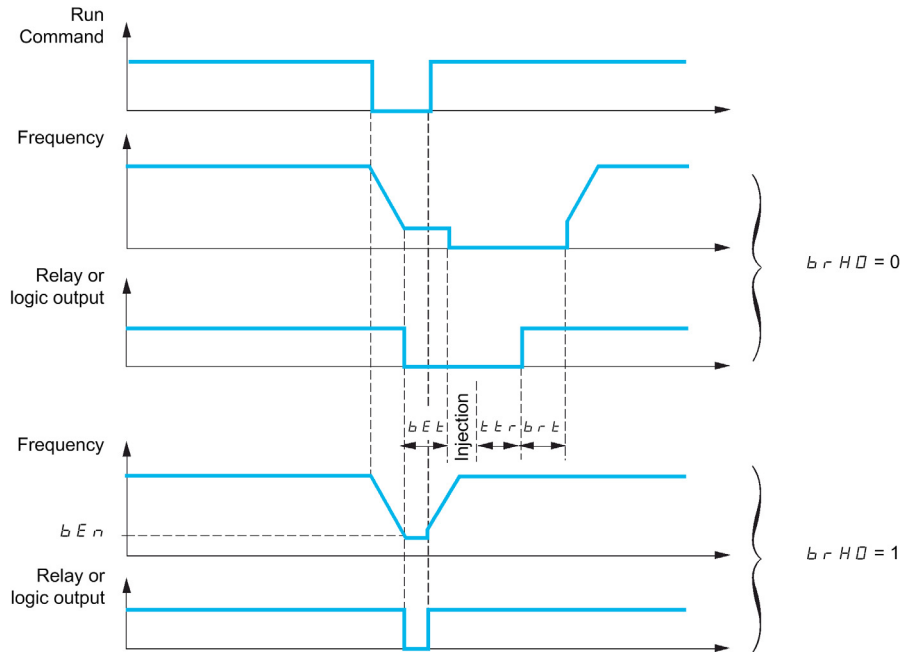 Run
Command
Frequency
Relay or
logic output
brH0 = 0
bEt
Injection
ttr
brt
Frequency
bEn
brH0 = 1
Relay or
logic output